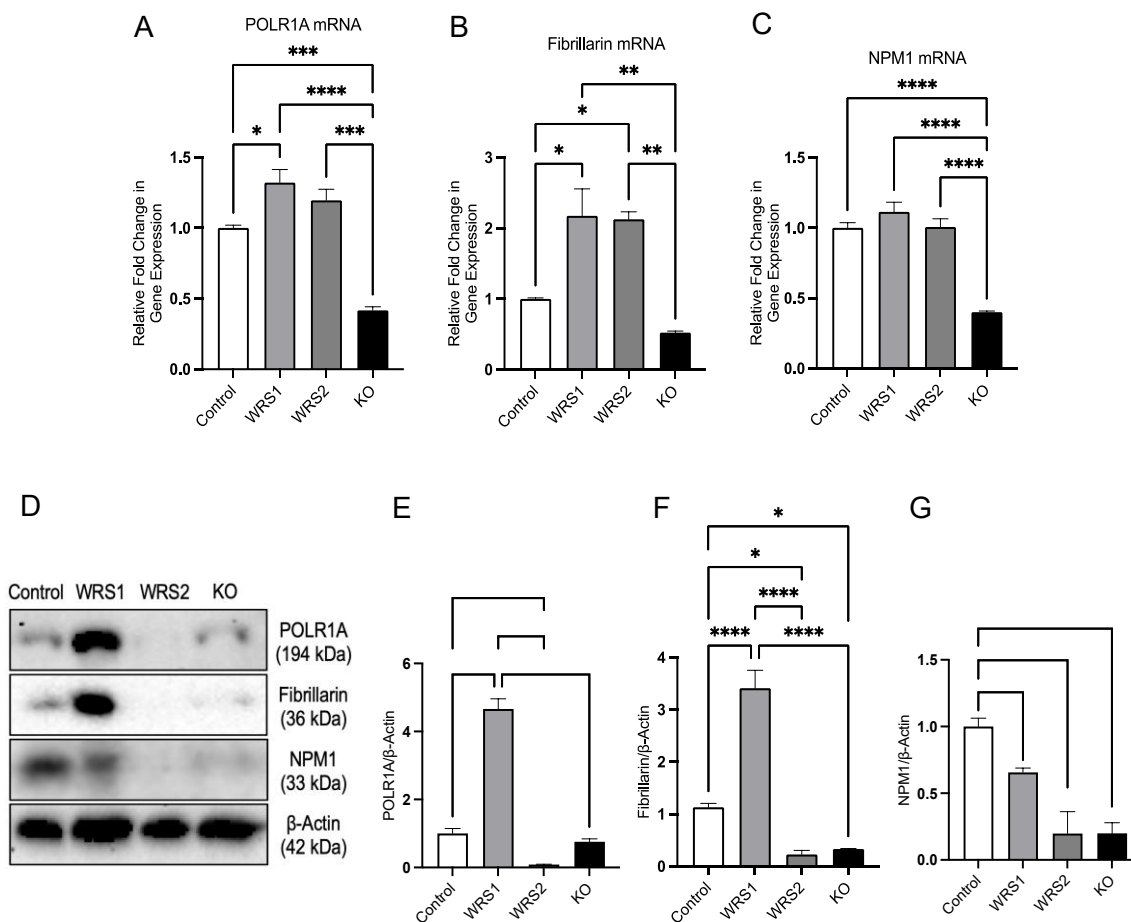 A
POLR1A mRNA
***
****
*
***
Relative Fold Change in
Gene Expression
1.5
1.0
0.5
0.0
Control
WRS1
WRS2
KO
B
Fibrillarin mRNA
**
*
*
**
Relative Fold Change in
Gene Expression
3
2
1
0
Control
WRS1
WRS2
KO
C
NPM1 mRNA
****
****
****
Relative Fold Change in
Gene Expression
1.5
1.0
0.5
0.0
Control
WRS1
WRS2
KO
D
Control WRS1 WRS2 KO
POLR1A
(194 kDa)
Fibrillarin
(36 kDa)
NPM1
(33 kDa)
β-Actin
(42 kDa)
E
POLR1A/β-Actin
6
4
2
0
Control
WRS1
WRS2
KO
F
*
*
****
****
****
Fibrillarin/β-Actin
4
3
2
1
0
Control
WRS1
WRS2
KO
G
NPM1/β-Actin
1.5
1.0
0.5
0.0
Control
WRS1
WRS2
KO